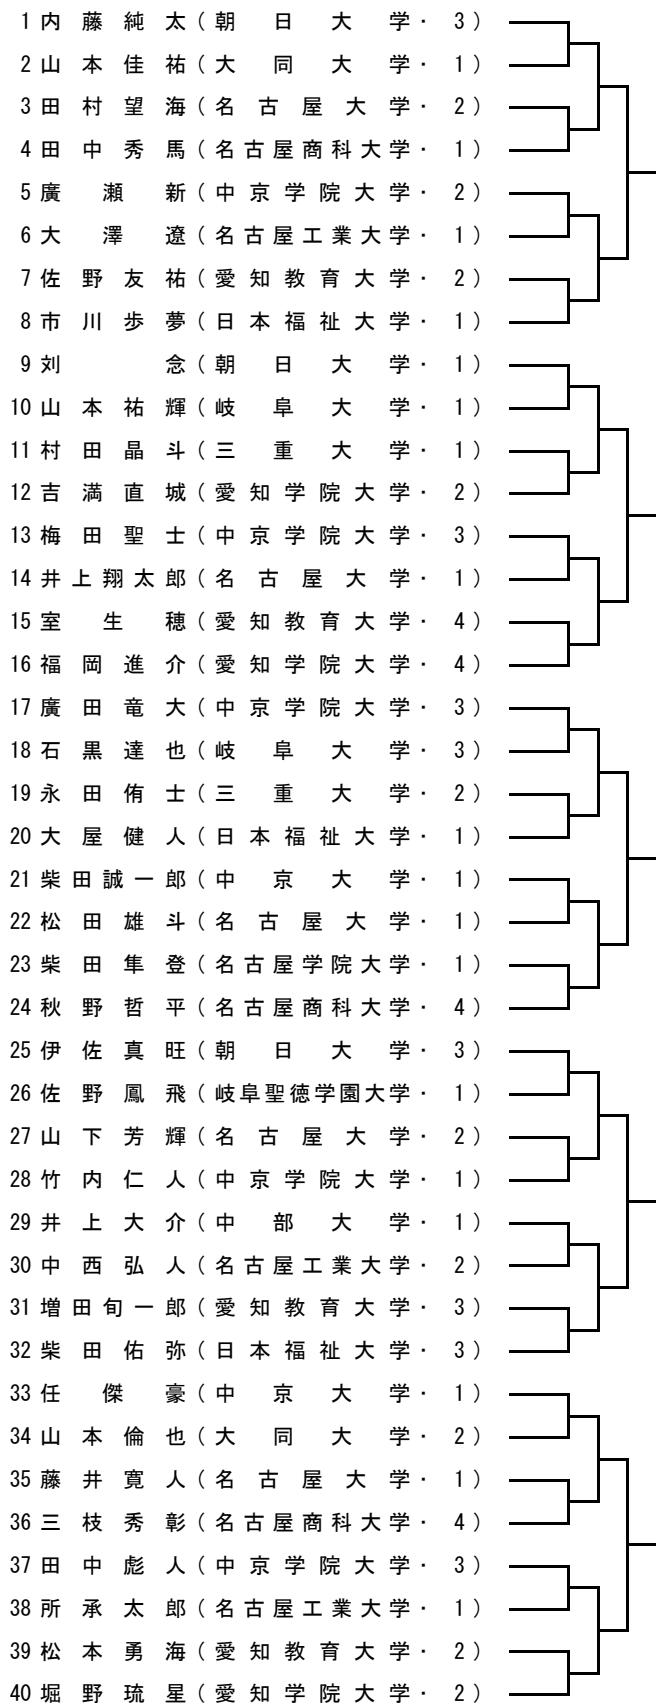 1 内藤純太(朝日大学・3)
2 山本佳祐(大同大学・1)
3 田村望海(名古屋大学・2)
4 田中秀馬(名古屋商科大学・1)
5 廣瀬新(中京学院大学・2)
6 大澤遼(名古屋工業大学・1)
7 佐野友祐(愛知教育大学・2)
8 市川歩夢(日本福祉大学・1)
9 刘念(朝日大学・1)
10 山本祐輝(岐阜大学・1)
11 村田晶斗(三重大学・1)
12 吉満直城(愛知学院大学・2)
13 梅田聖士(中京学院大学・3)
14 井上翔太郎(名古屋大学・1)
15 室生穂(愛知教育大学・4)
16 福岡進介(愛知学院大学・4)
17 廣田竜大(中京学院大学・3)
18 石黒達也(岐阜大学・3)
19 永田侑士(三重大学・2)
20 大屋健人(日本福祉大学・1)
21 柴田誠一郎(中京大学・1)
22 松田雄斗(名古屋大学・1)
23 柴田隼登(名古屋学院大学・1)
24 秋野哲平(名古屋商科大学・4)
25 伊佐真旺(朝日大学・3)
26 佐野鳳飛(岐阜聖徳学園大学・1)
27 山下芳輝(名古屋大学・2)
28 竹内仁人(中京学院大学・1)
29 井上大介(中部大学・1)
30 中西弘人(名古屋工業大学・2)
31 増田旬一郎(愛知教育大学・3)
32 柴田佑弥(日本福祉大学・3)
33 任傑豪(中京大学・1)
34 山本倫也(大同大学・2)
35 藤井寛人(名古屋大学・1)
36 三枝秀彰(名古屋商科大学・4)
37 田中彪人(中京学院大学・3)
38 所承太郎(名古屋工業大学・1)
39 松本勇海(愛知教育大学・2)
40 堀野琉星(愛知学院大学・2)